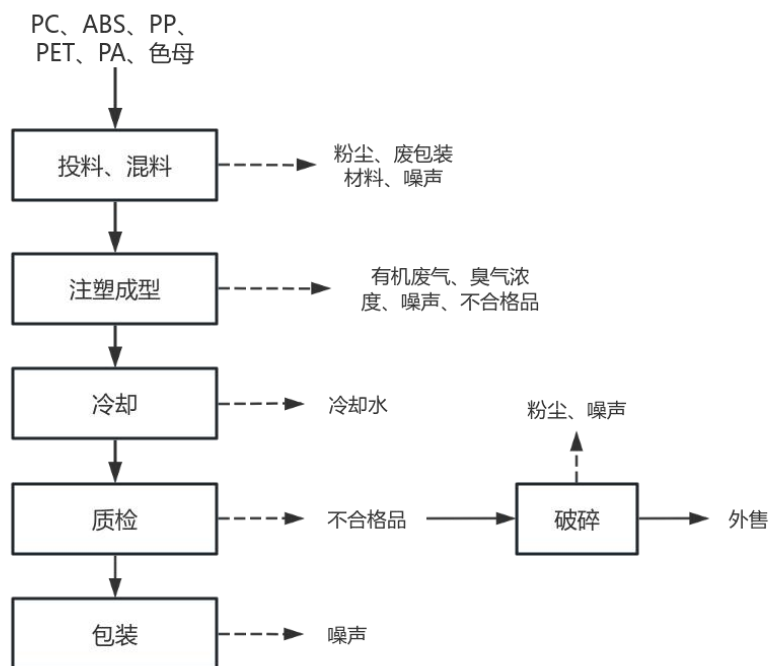 PC、ABS、PP、
PET、PA、色母
投料、混料
粉尘、废包装
材料、噪声
注塑成型
有机废气、臭气浓
度、噪声、不合格品
冷却
冷却水
粉尘、噪声
质检
不合格品
破碎
外售
包装
噪声